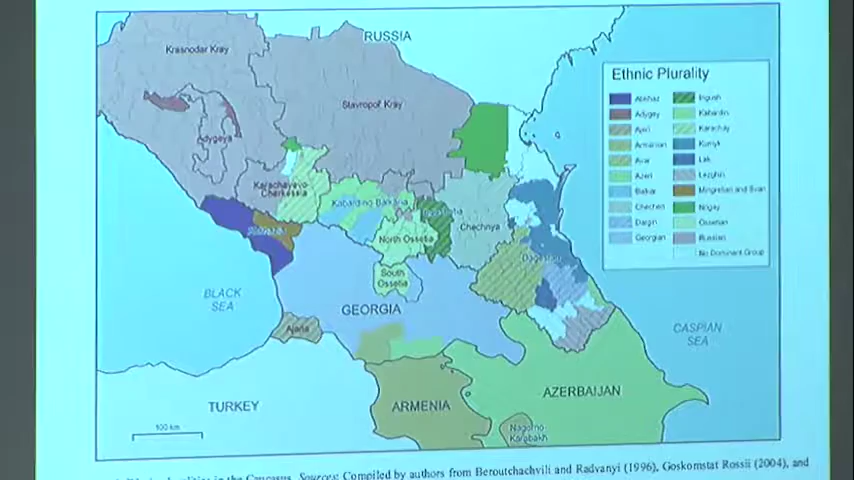 RUSSIA
Krasnodar Kray
Stavropol' Kray
Adygeya
Karachayevo-
Cherkessia
Kabardino-Balkaria
North Ossetia
Chechnya
South
Ossetia
BLACK
SEA
GEORGIA
Ajaria
CASPIAN
SEA
TURKEY
ARMENIA
AZERBAIJAN
Nagorno-
Karabakh
100 km
Ethnic Plurality
Abkhaz
Adygey
Ajari
Armenian
Avar
Azeri
Balkar
Chechen
Dargin
Georgian
Ingush
Kabardin
Karachay
Kumyk
Lak
Lezghin
Mingrelian and Svan
Nogay
Ossetian
Russian
No Dominant Group
in the Caucasus. Sources: Compiled by authors from Beroutchachvili and Radvanyi (1996), Goskomstat Rossii (2004), and